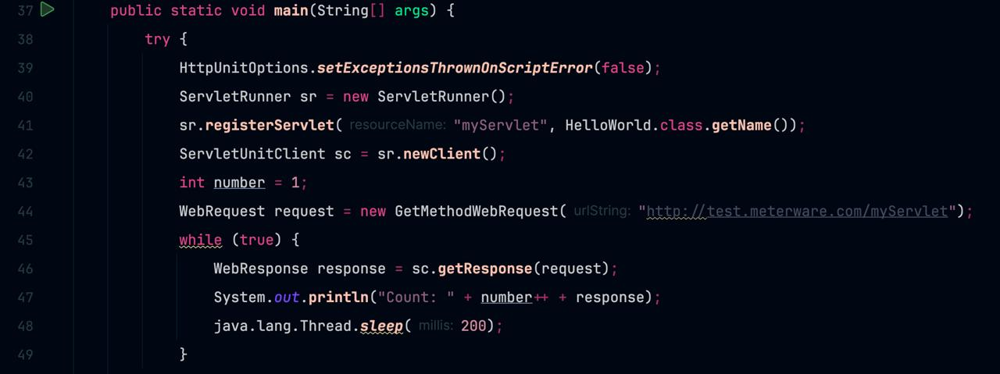 37 public static void main(String[] args) {
38 try {
39 HttpUnitOptions.setExceptionsThrownOnScriptError(false);
40 ServletRunner sr = new ServletRunner();
41 sr.registerServlet( resourceName: "myServlet", HelloWorld.class.getName());
42 ServletUnitClient sc = sr.newClient();
43 int number = 1;
44 WebRequest request = new GetMethodWebRequest( urlString: "http://test.meterware.com/myServlet");
45 while (true) {
46 WebResponse response = sc.getResponse(request);
47 System.out.println("Count: " + number++ + response);
48 java.lang.Thread.sleep( millis: 200);
49 }